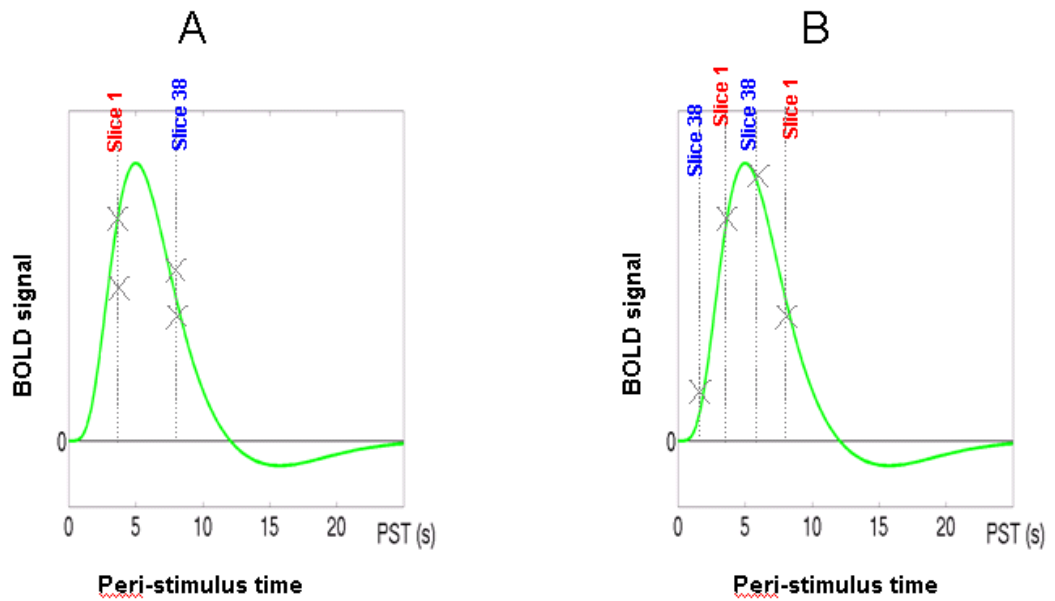 A
B
Slice 1
Slice 38
Slice 38
Slice 1
Slice 38
Slice 1
BOLD signal
BOLD signal
0
0
0 5 10 15 20 PST (s)
0 5 10 15 20 PST (s)
Peri-stimulus time
Peri-stimulus time